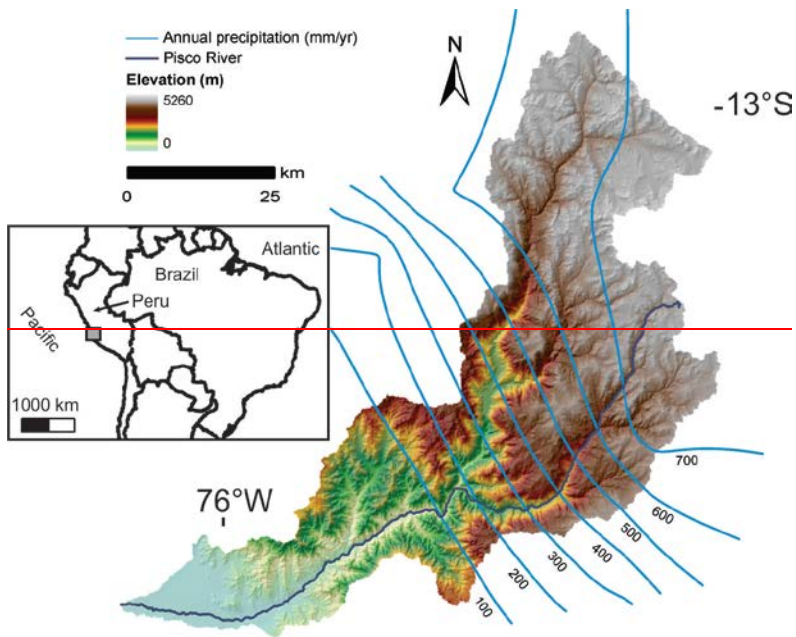 Annual precipitation (mm/yr)
Pisco River
Elevation (m)
5260
0
km
0
25
N
-13°S
Atlantic
Brazil
Peru
Pacific
1000 km
76°W
700
600
500
400
300
200
100